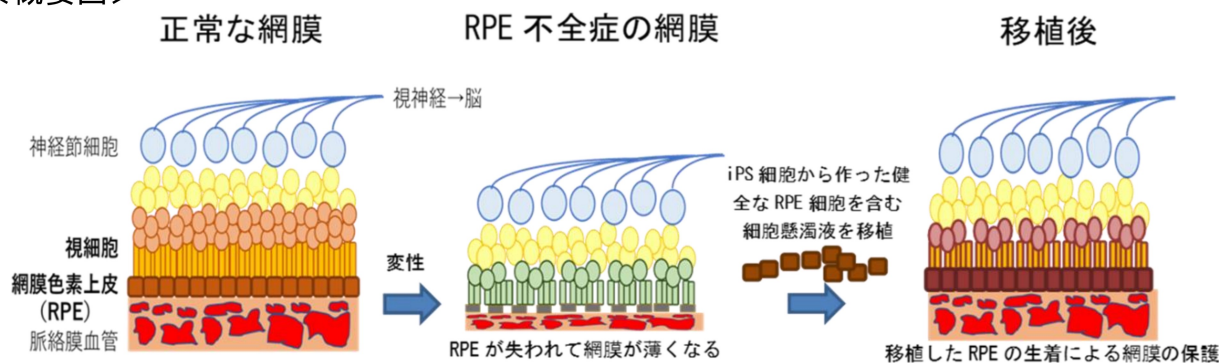 正常な網膜
RPE 不全症の網膜
移植後
視神経→脳
神経節細胞
iPS 細胞から作った健
全な RPE 細胞を含む
細胞懸濁液を移植
視細胞
変性
網膜色素上皮
(RPE)
脈絡膜血管
RPE が失われて網膜が薄くなる
移植した RPE の生着による網膜の保護